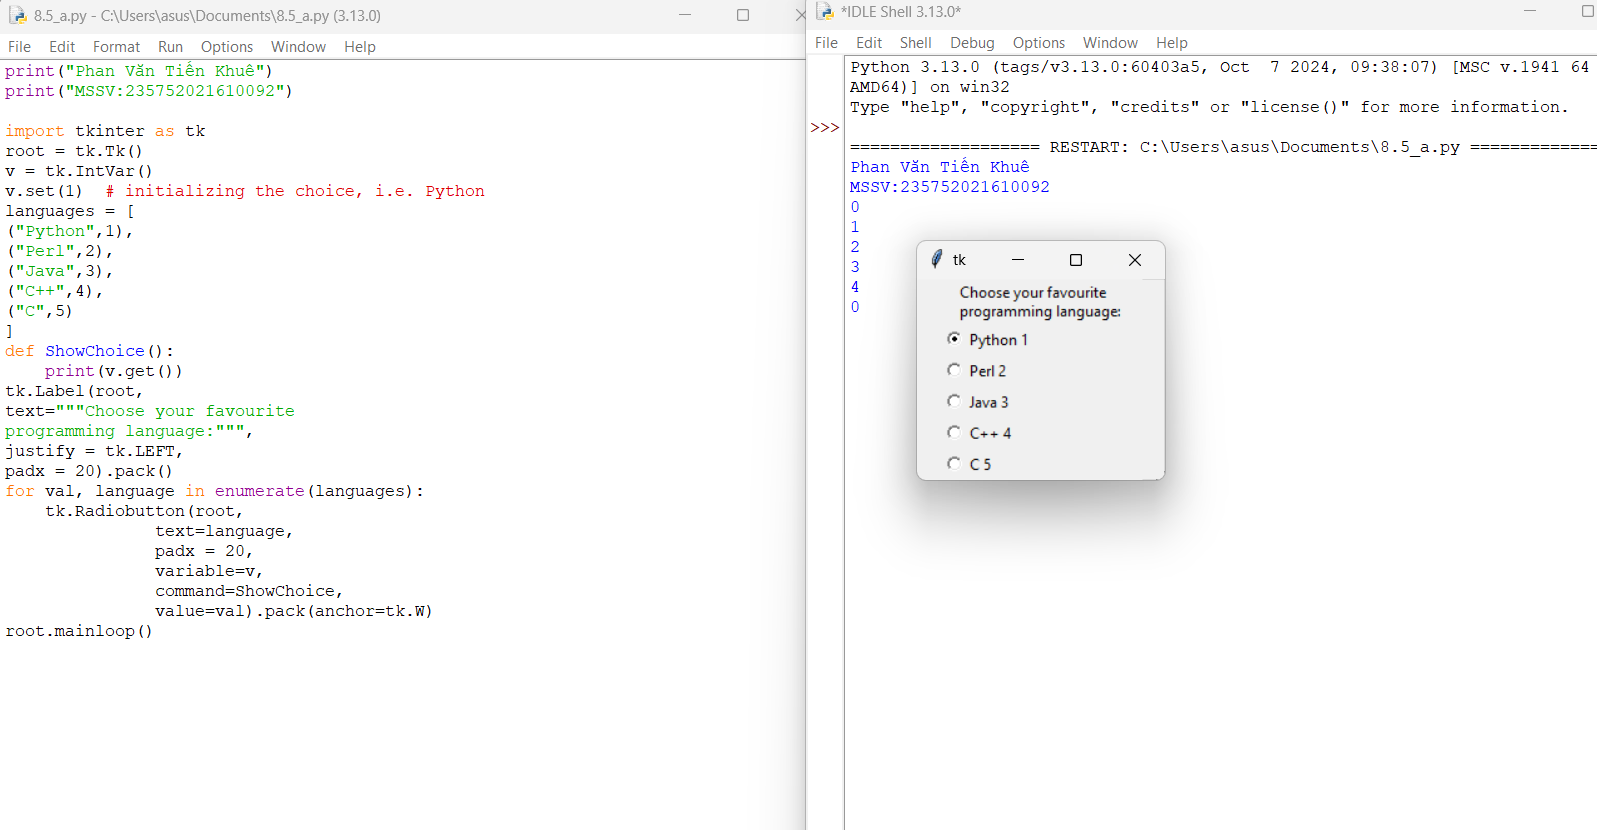 8.5_a.py - C:\Users\asus\Documents\8.5_a.py (3.13.0)
File Edit Format Run Options Window Help
print("Phan Văn Tiến Khuê")
print("MSSV:235752021610092")
import tkinter as tk
root = tk.Tk()
v = tk.IntVar()
v.set(1)  # initializing the choice, i.e. Python
languages = [
("Python",1),
("Perl",2),
("Java",3),
("C++",4),
("C",5)
]
def ShowChoice():
    print(v.get())
tk.Label(root,
text="""Choose your favourite
programming language:""",
justify = tk.LEFT,
padx = 20).pack()
for val, language in enumerate(languages):
    tk.Radiobutton(root,
               text=language,
               padx = 20,
               variable=v,
               command=ShowChoice,
               value=val).pack(anchor=tk.W)
root.mainloop()
*IDLE Shell 3.13.0*
File Edit Shell Debug Options Window Help
Python 3.13.0 (tags/v3.13.0:60403a5, Oct  7 2024, 09:38:07) [MSC v.1941 64
AMD64)] on win32
Type "help", "copyright", "credits" or "license()" for more information.
>>>
=================== RESTART: C:\Users\asus\Documents\8.5_a.py =============
Phan Văn Tiến Khuê
MSSV:235752021610092
0
1
2
3
4
0
tk
Choose your favourite
programming language:
Python 1
Perl 2
Java 3
C++ 4
C 5